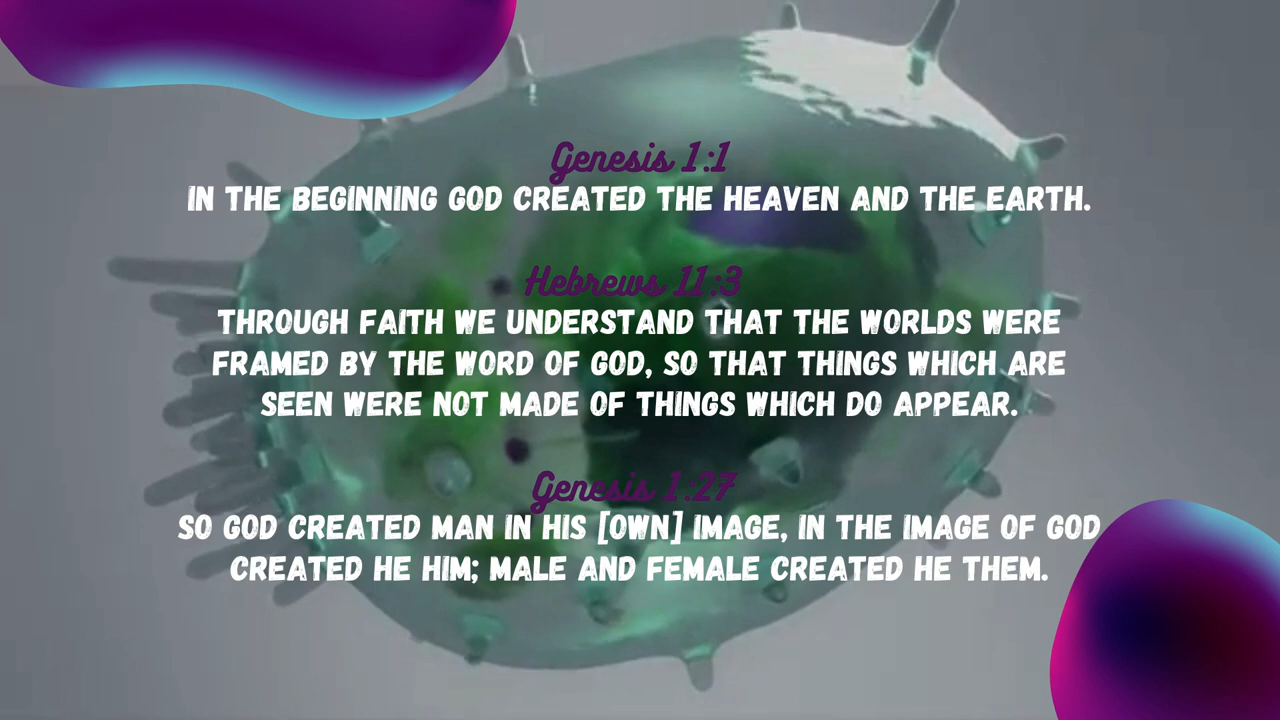 Genesis 1:1
IN THE BEGINNING GOD CREATED THE HEAVEN AND THE EARTH.
Hebrews 11:3
THROUGH FAITH WE UNDERSTAND THAT THE WORLDS WERE
FRAMED BY THE WORD OF GOD, SO THAT THINGS WHICH ARE
SEEN WERE NOT MADE OF THINGS WHICH DO APPEAR.
Genesis 1:27
SO GOD CREATED MAN IN HIS [OWN] IMAGE, IN THE IMAGE OF GOD
CREATED HE HIM; MALE AND FEMALE CREATED HE THEM.